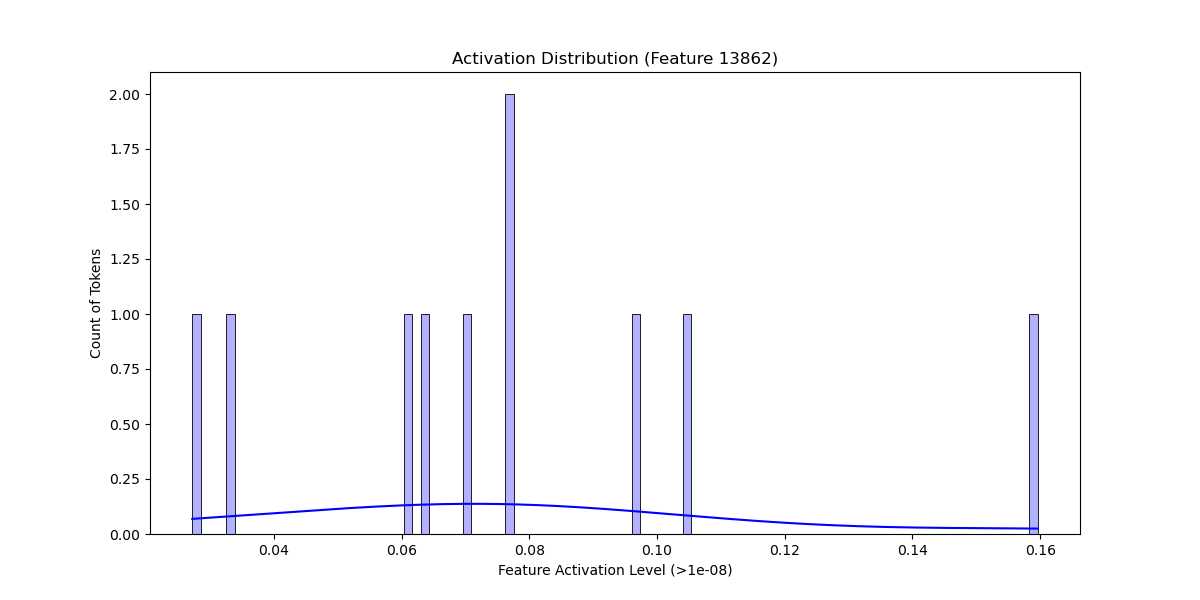 Activation Distribution (Feature 13862)
2.00
1.75
1.50
1.25
1.00
0.75
0.50
0.25
0.00
Count of Tokens
0.04 0.06 0.08 0.10 0.12 0.14 0.16
Feature Activation Level (>1e-08)